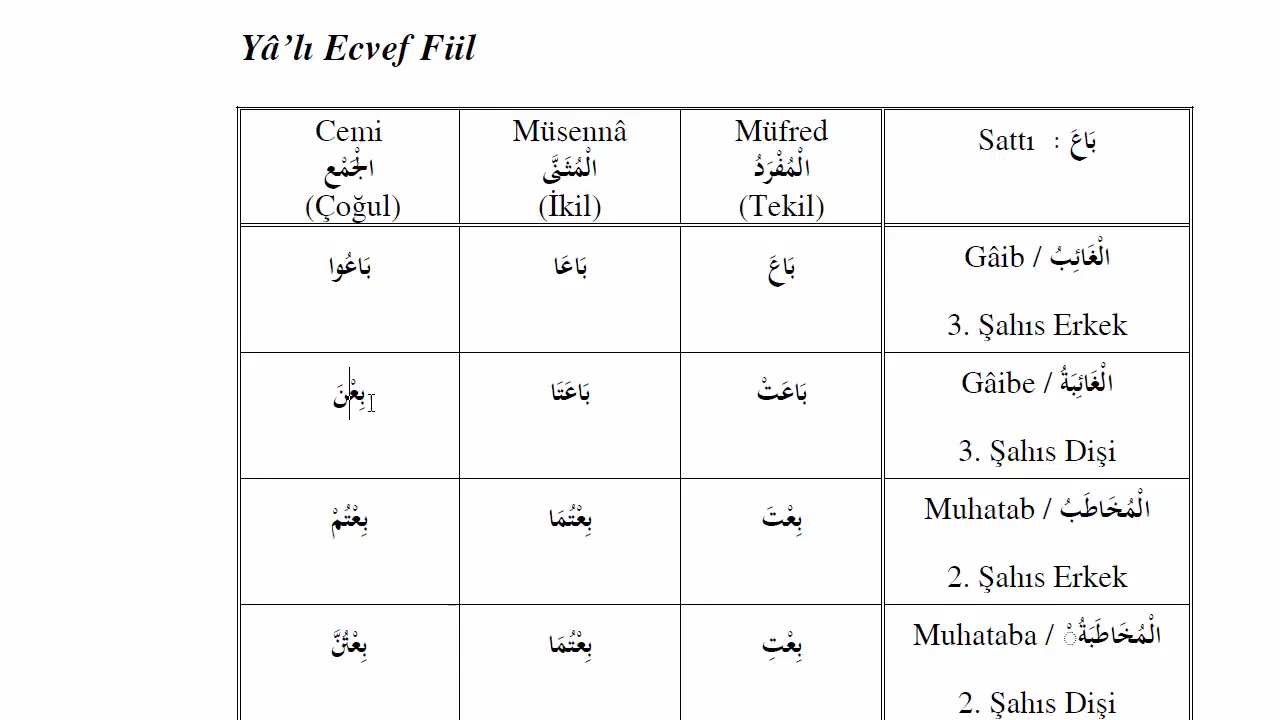 Yâ’lı Ecvef Fiil
Cemi
الْجَمْع
(Çoğul)
Müsennâ
الْمُثَنَّى
(İkil)
Müfred
الْمُفْرَدُ
(Tekil)
Sattı : بَاعَ
بَاعُوا
بَاعَا
بَاعَ
Gâib / الْغَائِبُ
3. Şahıs Erkek
بِعْنَ
بَاعَتَا
بَاعَتْ
Gâibe / الْغَائِبَةُ
3. Şahıs Dişi
بِعْتُمْ
بِعْتُمَا
بِعْتَ
Muhatab / الْمُخَاطَبُ
2. Şahıs Erkek
بِعْتُنَّ
بِعْتُمَا
بِعْتِ
Muhataba / الْمُخَاطَبَةُ ْ
2. Şahıs Dişi